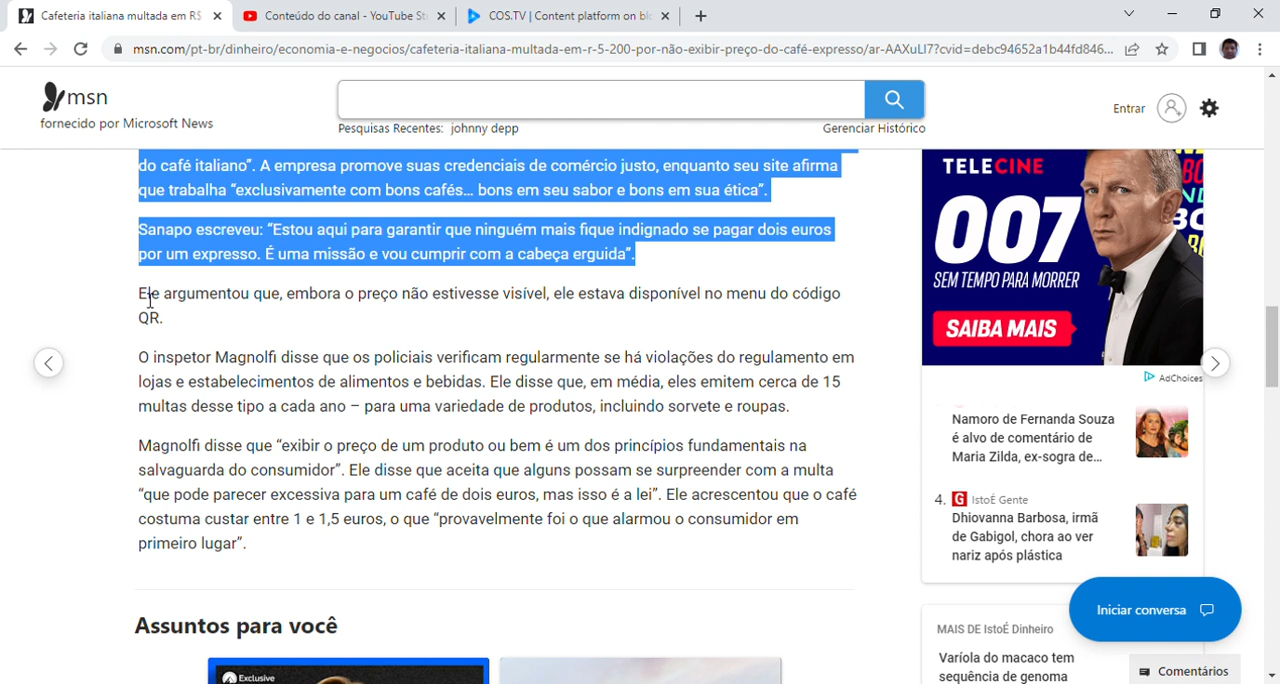 Cafeteria italiana multada em R$
Conteúdo do canal - YouTube St
COS.TV | Content platform on blo
msn.com/pt-br/dinheiro/economia-e-negocios/cafeteria-italiana-multada-em-r-5-200-por-não-exibir-preço-do-café-expresso/ar-AAXuLI7?cvid=debc94652a1b44fd846...
msn
fornecido por Microsoft News
Pesquisas Recentes: johnny depp
Gerenciar Histórico
Entrar
do café italiano”. A empresa promove suas credenciais de comércio justo, enquanto seu site afirma
que trabalha “exclusivamente com bons cafés... bons em seu sabor e bons em sua ética”.
Sanapo escreveu: “Estou aqui para garantir que ninguém mais fique indignado se pagar dois euros
por um expresso. É uma missão e vou cumprir com a cabeça erguida”.
Ele argumentou que, embora o preço não estivesse visível, ele estava disponível no menu do código
QR.
O inspetor Magnolfi disse que os policiais verificam regularmente se há violações do regulamento em
lojas e estabelecimentos de alimentos e bebidas. Ele disse que, em média, eles emitem cerca de 15
multas desse tipo a cada ano – para uma variedade de produtos, incluindo sorvete e roupas.
Magnolfi disse que “exibir o preço de um produto ou bem é um dos princípios fundamentais na
salvaguarda do consumidor”. Ele disse que aceita que alguns possam se surpreender com a multa
“que pode parecer excessiva para um café de dois euros, mas isso é a lei”. Ele acrescentou que o café
costuma custar entre 1 e 1,5 euros, o que “provavelmente foi o que alarmou o consumidor em
primeiro lugar”.
Assuntos para você
Exclusive
TELECINE
007
SEM TEMPO PARA MORRER
SAIBA MAIS
AdChoices
Namoro de Fernanda Souza
é alvo de comentário de
Maria Zilda, ex-sogra de...
4. G IstoÉ Gente
Dhiovanna Barbosa, irmã
de Gabigol, chora ao ver
nariz após plástica
Iniciar conversa
MAIS DE IstoÉ Dinheiro
Varíola do macaco tem
sequência de genoma
Comentários